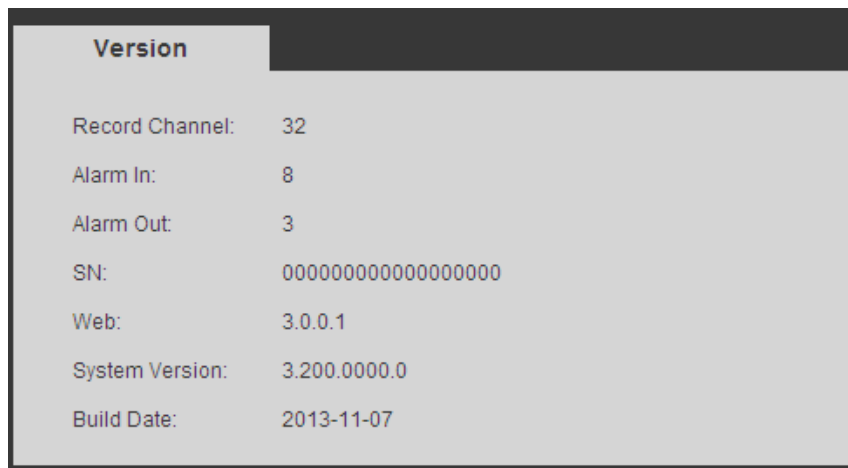 Version
Record Channel: 32
Alarm In: 8
Alarm Out: 3
SN: 000000000000000000
Web: 3.0.0.1
System Version: 3.200.0000.0
Build Date: 2013-11-07